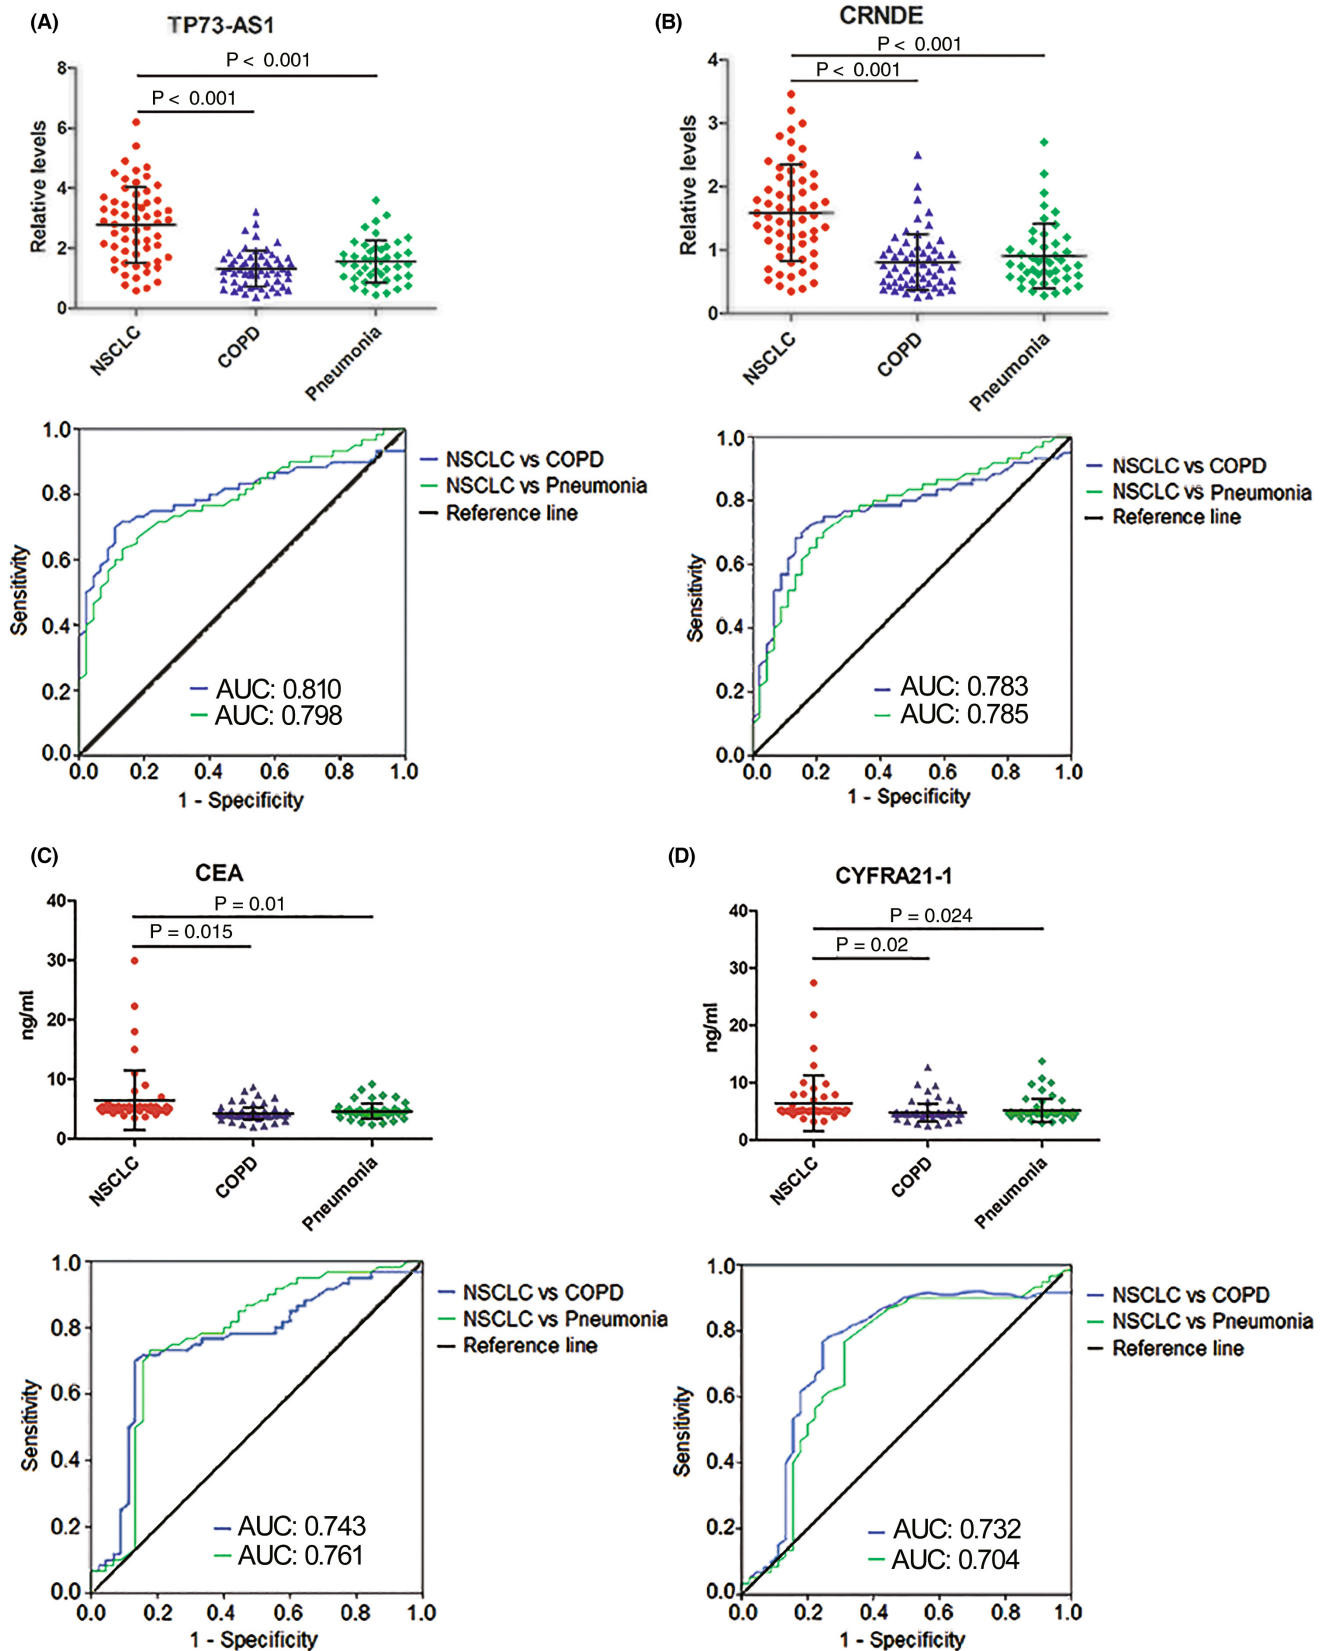 (A)
TP73-AS1
P < 0.001
P < 0.001
Relative levels
8
6
4
2
0
NSCLC
COPD
Pneumonia
(B)
CRNDE
P < 0.001
P < 0.001
Relative levels
4
3
2
1
0
NSCLC
COPD
Pneumonia
1.0
0.8
0.6
0.4
0.2
0.0
Sensitivity
NSCLC vs COPD
NSCLC vs Pneumonia
Reference line
AUC: 0.810
AUC: 0.798
0.0 0.2 0.4 0.6 0.8 1.0
1 - Specificity
1.0
0.8
0.6
0.4
0.2
0.0
Sensitivity
NSCLC vs COPD
NSCLC vs Pneumonia
Reference line
AUC: 0.783
AUC: 0.785
0.0 0.2 0.4 0.6 0.8 1.0
1 - Specificity
(C)
CEA
P = 0.01
P = 0.015
ng/ml
40
30
20
10
0
NSCLC
COPD
Pneumonia
(D)
CYFRA21-1
P = 0.024
P = 0.02
ng/ml
40
30
20
10
0
NSCLC
COPD
Pneumonia
1.0
0.8
0.6
0.4
0.2
0.0
Sensitivity
NSCLC vs COPD
NSCLC vs Pneumonia
Reference line
AUC: 0.743
AUC: 0.761
0.0 0.2 0.4 0.6 0.8 1.0
1 - Specificity
1.0
0.8
0.6
0.4
0.2
0.0
Sensitivity
NSCLC vs COPD
NSCLC vs Pneumonia
Reference line
AUC: 0.732
AUC: 0.704
0.0 0.2 0.4 0.6 0.8 1.0
1 - Specificity